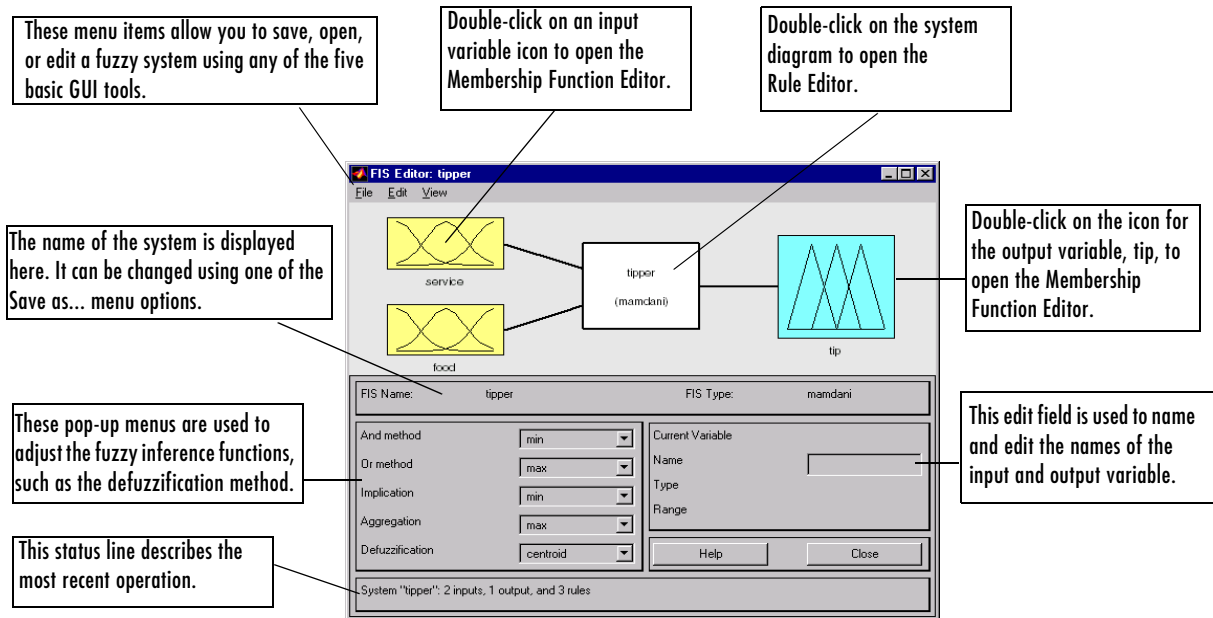 These menu items allow you to save, open,
or edit a fuzzy system using any of the five
basic GUI tools.
Double-click on an input
variable icon to open the
Membership Function Editor.
Double-click on the system
diagram to open the
Rule Editor.
FIS Editor: tipper
File Edit View
service
food
tipper
(mamdani)
tip
The name of the system is displayed
here. It can be changed using one of the
Save as... menu options.
Double-click on the icon for
the output variable, tip, to
open the Membership
Function Editor.
FIS Name: tipper FIS Type: mamdani
These pop-up menus are used to
adjust the fuzzy inference functions,
such as the defuzzification method.
And method min
Or method max
Implication min
Aggregation max
Defuzzification centroid
Current Variable
Name
Type
Range
Help Close
This edit field is used to name
and edit the names of the
input and output variable.
This status line describes the
most recent operation.
System "tipper": 2 inputs, 1 output, and 3 rules